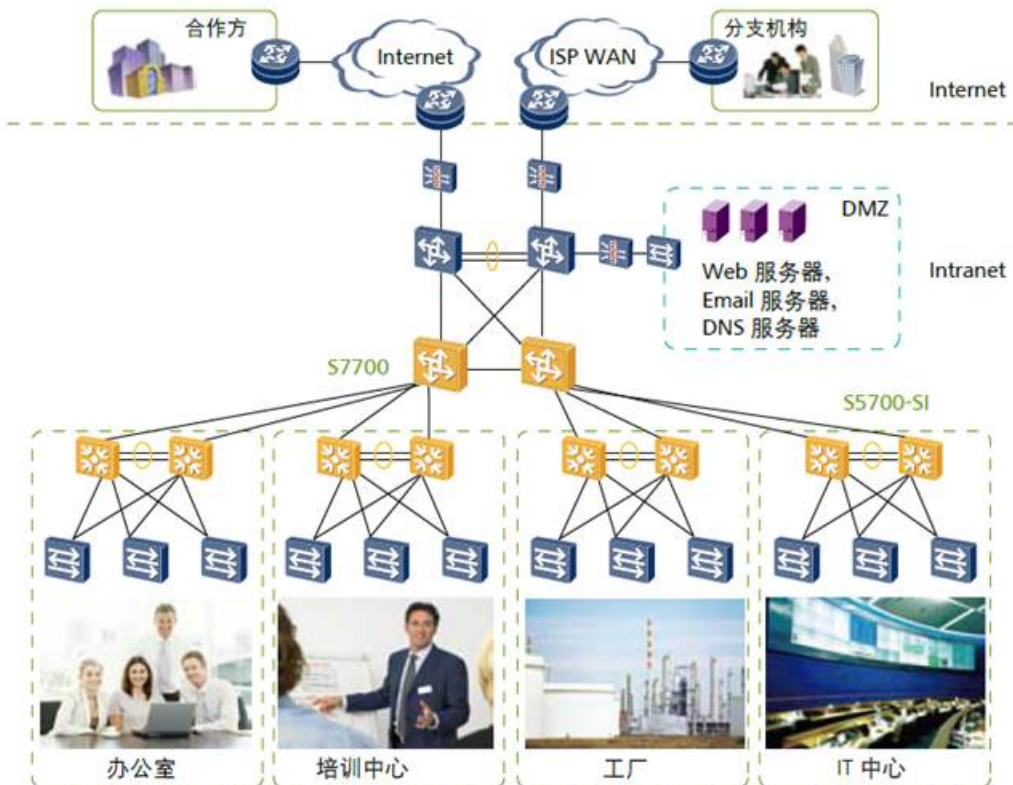 合作方
Internet
ISP WAN
分支机构
Internet
DMZ
Web 服务器,
Email 服务器,
DNS 服务器
Intranet
S7700
S5700-SI
办公室
培训中心
工厂
IT 中心